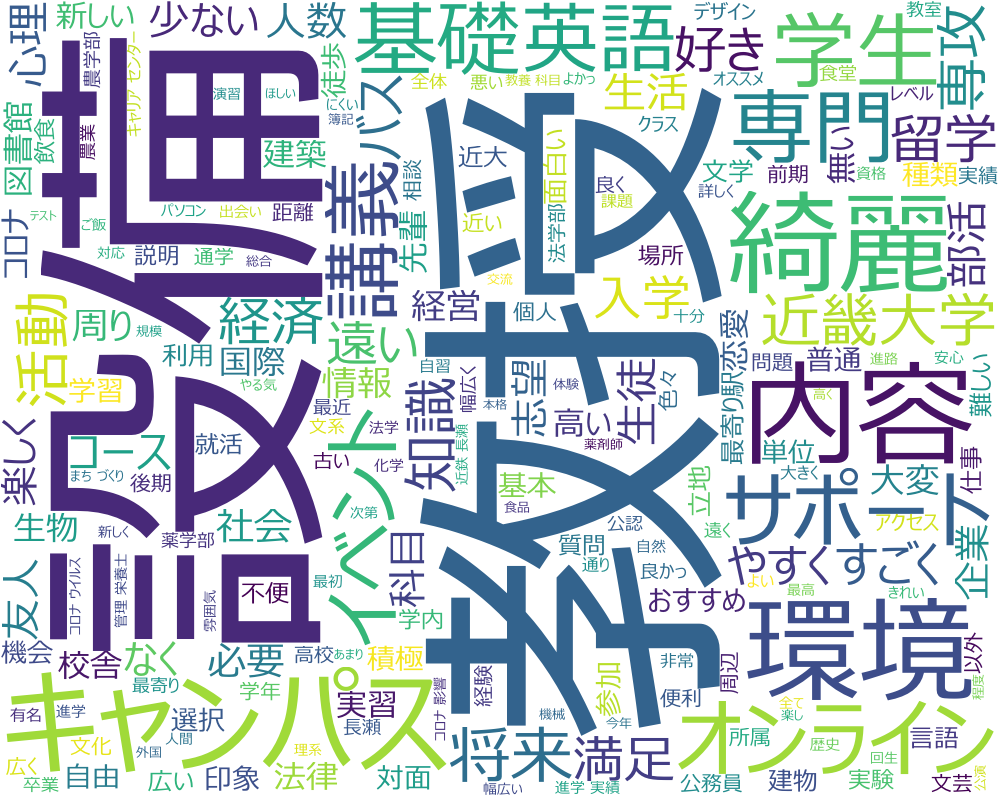 心理
新しい
少ない
人数
基礎英語
好き
デザイン
学生
教室
専攻
図書館
飲食
農業
農学部
キャリア センター
施設
費用
演習
ほしい
徒歩
にくい
簿記
バス
全体
悪い
教養 科目
よかっ
生活
オススメ
食堂
クラス
レベル
専門
留学
建築
講義
近大
相談
授
面白い
良く
文学
課題
詳しく
前期
無い
種類
資格
実績
コロナ
テスト
ご飯
パソコン
出会い
距離
先輩
近い
法学部
綺麗
部活
対応
説明
通学
総合
場所
交流
活動
周り
規模
経済
遠い
経営
個人
入学
十分
近畿大学
利用
国際
情報
自習
志望
体験
色々
恋愛
最寄り駅
問題
普通
進路
安心
難しい
学習
やる気
最近
文系
幅広く
知識
本格
高い
生徒
内容
高く
楽しく
コース
まち づくり
後期
就活
古い
法学
化学
近鉄 長瀬
薬剤師
単位
大きく
仕事
生物
新しく
薬学部
社会
イベント
次第
基本
食品
公認
立地
遠く
サポート
大変
アクセス
企業
友人
コロナ ウイルス
管理 栄養士
雰囲気
不便
最初
科目
質問
自然
通り
良かっ
やすく
すごく
よい
最高
きれい
学内
おすすめ
機会
校舎
なく
必要
高校
あまり
積極
教
環境
非常
周辺
以外
程度
キャンパス
最寄り
学年
実習
コロナ 影響
経験
参加
便利
オンライン
全て
楽し
有名
進学
選択
長瀬
機械
今年
所属
歴史
言語
回生
文化
外国
人間
理系
将来
満足
広く
卒業
自由
広い
印象
法律
対面
幅広い
進学 実績
公務員
建物
実験
文芸
公演